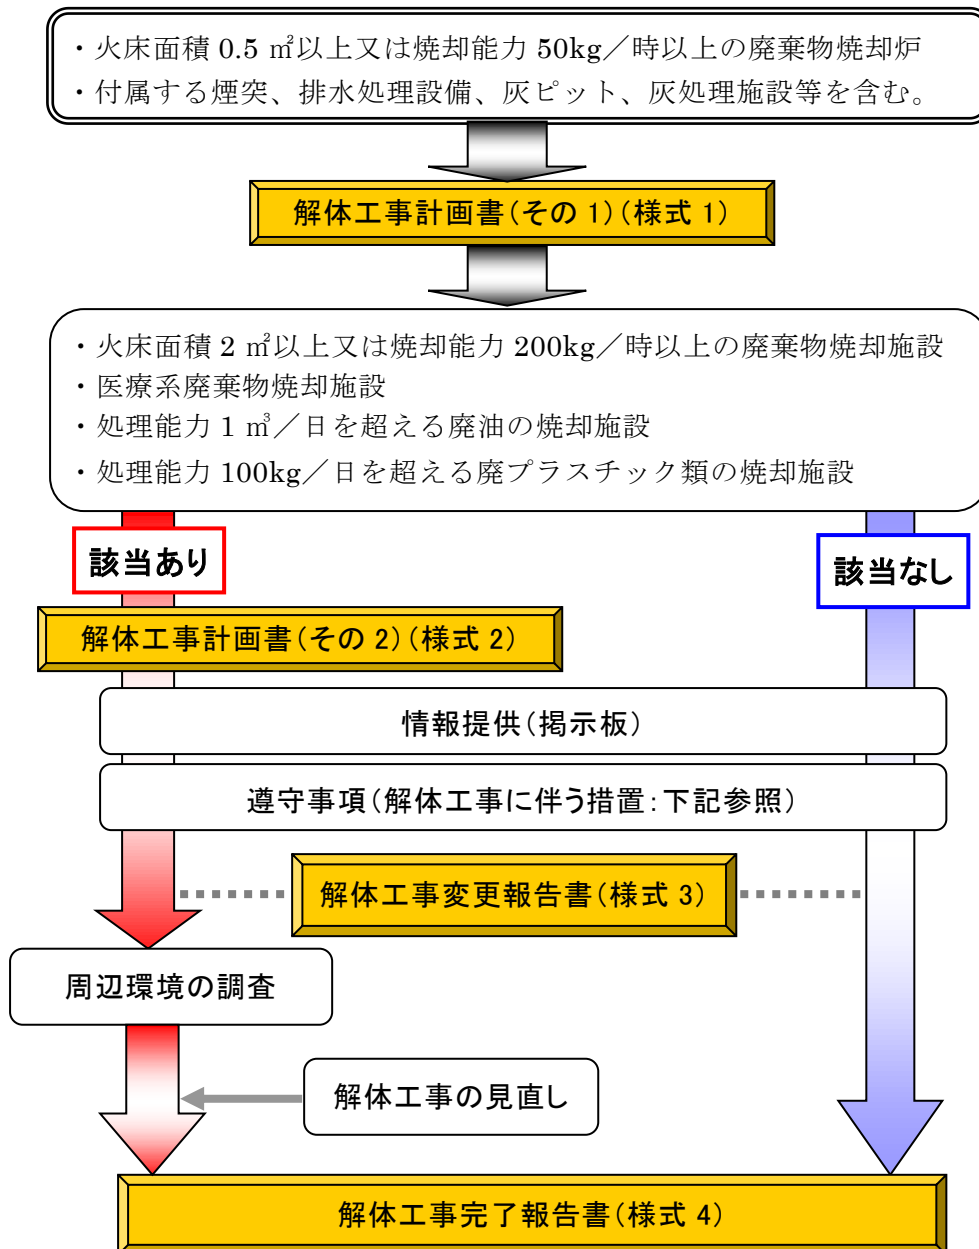 ・火床面積 0.5 ㎡以上又は焼却能力 50kg／時以上の廃棄物焼却炉
・付属する煙突、排水処理設備、灰ピット、灰処理施設等を含む。
解体工事計画書(その 1)(様式 1)
・火床面積 2 ㎡以上又は焼却能力 200kg／時以上の廃棄物焼却施設
・医療系廃棄物焼却施設
・処理能力 1 ㎥／日を超える廃油の焼却施設
・処理能力 100kg／日を超える廃プラスチック類の焼却施設
該当あり
該当なし
解体工事計画書(その 2)(様式 2)
情報提供(掲示板)
遵守事項(解体工事に伴う措置:下記参照)
解体工事変更報告書(様式 3)
周辺環境の調査
解体工事の見直し
解体工事完了報告書(様式 4)